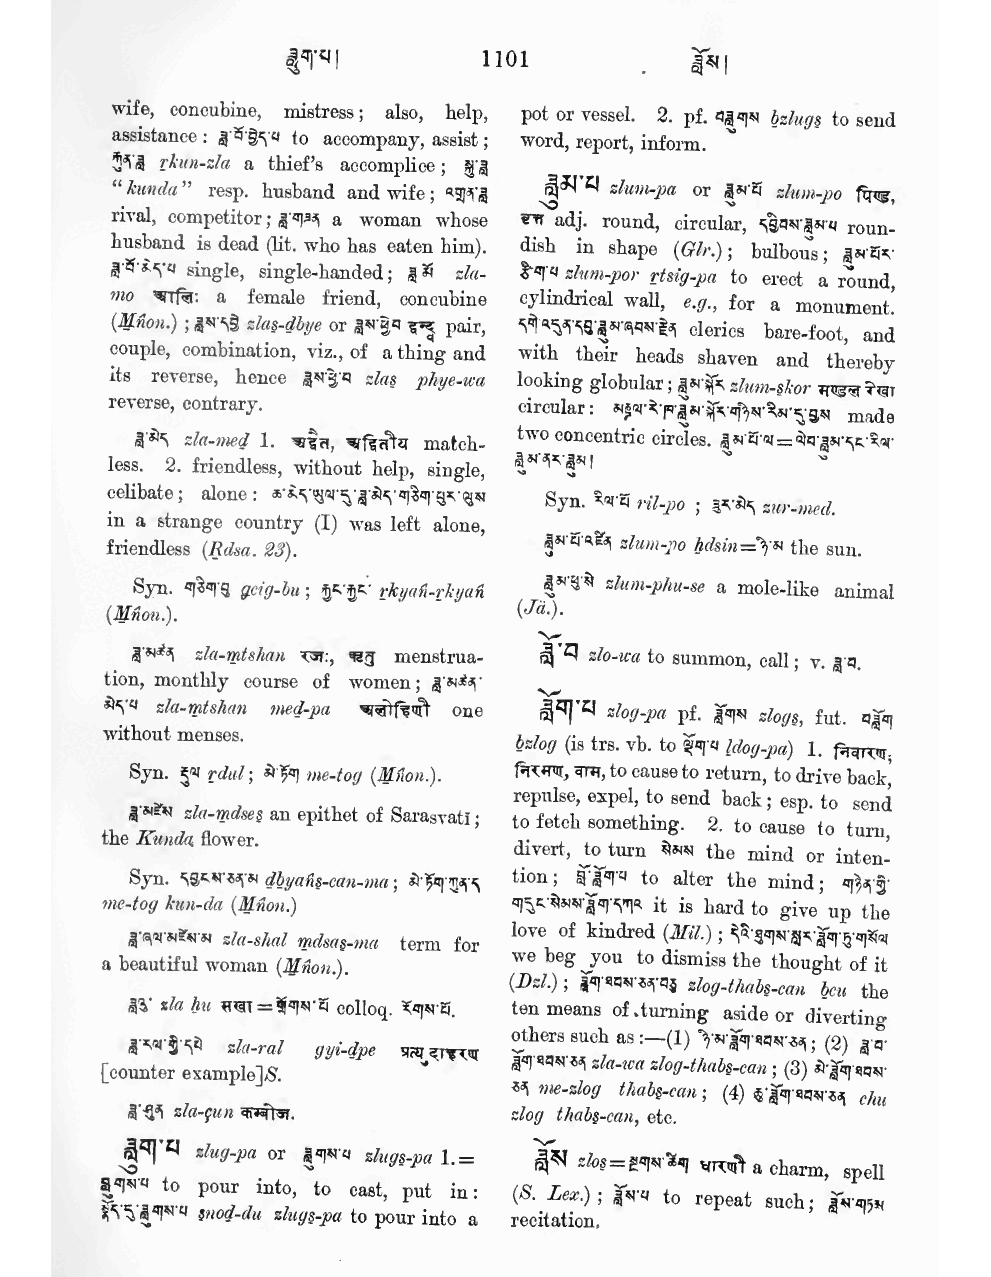 ཟླུག་པ། 1101 ཟློས།
wife, concubine, mistress; also, help,
assistance: ཟླ་བོ་བྱེད་པ to accompany, assist;
རྐུན་ཟླ rkun-zla a thief's accomplice; སྐུ་ཟླ
"kunda" resp. husband and wife; འགྲན་ཟླ
rival, competitor; ཟླ་གཟན a woman whose
husband is dead (lit. who has eaten him).
ཟླ་བོ་མེད་པ single, single-handed; ཟླ་མོ zla-
mo आलिः a female friend, concubine
(Mñon.); ཟླས་དབྱེ zlas-dbye or ཟླས་ཕྱེབ द्वन्द्व pair,
couple, combination, viz., of a thing and
its reverse, hence ཟླས་ཕྱེ་བ zlas phye-wa
reverse, contrary.
ཟླ་མེད zla-med 1. अद्वैत, अद्वितीय match-
less. 2. friendless, without help, single,
celibate; alone: ཆ་མེད་ཡུལ་དུ་ཟླ་མེད་གཅིག་པུར་ལུས
in a strange country (I) was left alone,
friendless (Rdsa. 23).
Syn. གཅིག་བུ gcig-bu; རྐྱང་རྐྱང་ rkyañ-rkyañ
(Mñon.).
ཟླ་མཚན zla-mtshan रजः, ऋतु menstrua-
tion, monthly course of women; ཟླ་མཚན་
མེད་པ zla-mtshan med-pa अलोहिणी one
without menses.
Syn. རྡུལ rdul; མེ་ཏོག me-tog (Mñon.).
ཟླ་མཛེས zla-mdses an epithet of Sarasvatī;
the Kunda flower.
Syn. དབྱངས་ཅན་མ dbyañs-can-ma; མེ་ཏོག་ཀུན་ད
me-tog kun-da (Mñon.)
ཟླ་ཞལ་མཛེས་མ zla-shal mdsas-ma term for
a beautiful woman (Mñon.).
ཟླ་ཧུ་ zla hu सखा = གྲོགས་པོ colloq. རོགས་པོ.
ཟླ་རལ་གྱི་དཔེ zla-ral gyi-dpe प्रत्युदाहरण
[counter example]S.
ཟླ་ཤུན zla-çun कम्बोज.
ཟླུག་པ zlug-pa or ཟླུགས་པ zlugs-pa 1. =
བླུགས་པ to pour into, to cast, put in:
སྣོད་དུ་ཟླུགས་པ snod-du zlugs-pa to pour into a
pot or vessel. 2. pf. བཟླུགས bzlugs to send
word, report, inform.
ཟླུམ་པ zlum-pa or ཟླུམ་པོ zlum-po पिण्ड,
वृत्त adj. round, circular, དབྱིབས་ཟླུམ་པ roun-
dish in shape (Glr.); bulbous; ཟླུམ་པོར་
རྩིག་པ zlum-por rtsig-pa to erect a round,
cylindrical wall, e.g., for a monument.
དགེ་འདུན་དབུ་ཟླུམ་ཞབས་རྗེན clerics bare-foot, and
with their heads shaven and thereby
looking globular; ཟླུམ་སྐོར zlum-skor मण्डल रेखा
circular: མཎྜལ་རེ་ཁ་ཟླུམ་སྐོར་གཉིས་རིམ་དུ་བྱས made
two concentric circles. ཟླུམ་པོ་ལ = ལེབ་ཟླུམ་དང་རིལ་
ཟླུམ་ནར་ཟླུམ།
Syn. རིལ་པོ ril-po; ཟུར་མེད zur-med.
ཟླུམ་པོ་འཛིན zlum-po hdsin = ཉི་མ the sun.
ཟླུམ་ཕུ་སེ zlum-phu-se a mole-like animal
(Jä.).
ཟློ་བ zlo-wa to summon, call; v. ཟླ་བ.
ཟློག་པ zlog-pa pf. ཟློགས zlogs, fut. བཟློག
bzlog (is trs. vb. to ལྡོག་པ ldog-pa) 1. निवारण,
निरमण, वाम, to cause to return, to drive back,
repulse, expel, to send back; esp. to send
to fetch something. 2. to cause to turn,
divert, to turn སེམས the mind or inten-
tion; བློ་ཟློག་པ to alter the mind; གཉེན་གྱི་
གདུང་སེམས་ཟློག་དཀའ it is hard to give up the
love of kindred (Mil.); དེའི་ཐུགས་སླར་ཟློག་ཏུ་གསོལ
we beg you to dismiss the thought of it
(Dzl.); ཟློག་ཐབས་ཅན་བཅུ zlog-thabs-can bcu the
ten means of turning aside or diverting
others such as:—(1) ཉི་མ་ཟློག་ཐབས་ཅན; (2) ཟླ་བ་
ཟློག་ཐབས་ཅན zla-wa zlog-thabs-can; (3) མེ་ཟློག་ཐབས་
ཅན me-zlog thabs-can; (4) ཆུ་ཟློག་ཐབས་ཅན chu
zlog thabs-can, etc.
ཟློས zlos = སྔགས་ཚིག धारणी a charm, spell
(S. Lex.); ཟློས་པ to repeat such; ཟློས་གཏམ
recitation,